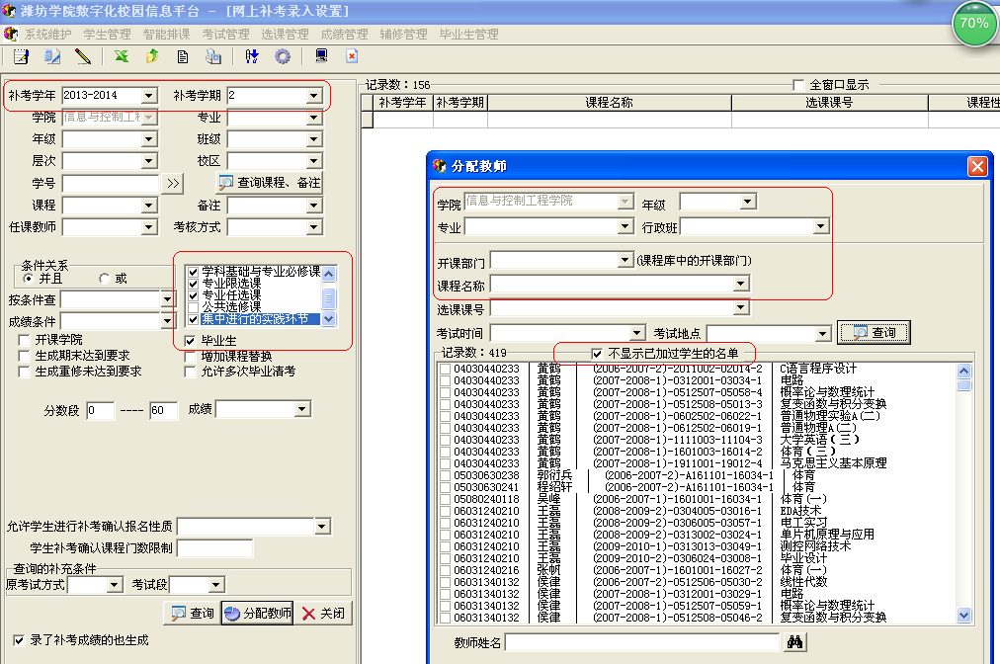 潍坊学院数字化校园信息平台 - [网上补考录入设置]
70%
系统维护 学生管理 智能排课 考试管理 选课管理 成绩管理 辅修管理 毕业生管理
补考学年 2013-2014 补考学期 2
学院 信息与控制工程 专业
年级 班级
层次 校区
学号 >> 查询课程、备注
课程 备注
任课教师 考核方式
条件关系
并且 或
按条件查
成绩条件
学科基础与专业必修课
专业限选课
专业任选课
公共选修课
集中进行的实践环节
开课学院 毕业生
生成期末达到要求 增加课程替换
生成重修未达到要求 允许多次毕业清考
分数段 0 ---- 60 成绩
允许学生进行补考确认报名性质
学生补考确认课程门数限制
查询的补充条件
原考试方式 考试段
查询 分配教师 关闭
录了补考成绩的也生成
记录数：156 全窗口显示
补考学年 补考学期 课程名称 选课课号 课程性
分配教师
学院 信息与控制工程学院 年级
专业 行政班
开课部门 (课程库中的开课部门)
课程名称
选课课号
考试时间 考试地点 查询
记录数：419 不显示已加过学生的名单
04030440233 | 黄鹤 | (2006-2007-2)-2011002-02014-2 | C语言程序设计
04030440233 | 黄鹤 | (2007-2008-1)-0312001-03034-1 | 电路
04030440233 | 黄鹤 | (2007-2008-1)-0512507-05058-4 | 概率论与数理统计
04030440233 | 黄鹤 | (2007-2008-1)-0512508-05013-3 | 复变函数与积分变换
04030440233 | 黄鹤 | (2007-2008-1)-0602502-06022-1 | 普通物理实验A(二)
04030440233 | 黄鹤 | (2007-2008-1)-0612502-06019-1 | 普通物理A(二)
04030440233 | 黄鹤 | (2007-2008-1)-1111003-11104-3 | 大学英语(三)
04030440233 | 黄鹤 | (2007-2008-1)-1601003-16014-2 | 体育(三)
04030440233 | 黄鹤 | (2007-2008-1)-1911001-19012-4 | 马克思主义基本原理
05030630238 | 郭衍兵 | (2006-2007-2)-A161101-16034-1 | 体育
05030630241 | 程绍轩 | (2006-2007-2)-A161101-16034-1 | 体育
05080240118 | 吴峰 | (2006-2007-1)-1601001-16034-1 | 体育(一)
06031240210 | 王磊 | (2008-2009-2)-0304005-03016-1 | EDA技术
06031240210 | 王磊 | (2008-2009-2)-0306005-03057-1 | 电工实习
06031240210 | 王磊 | (2008-2009-2)-0313002-03024-1 | 单片机原理与应用
06031240210 | 王磊 | (2009-2010-1)-0313013-03049-1 | 测控网络技术
06031240210 | 王磊 | (2009-2010-2)-0306024-03008-1 | 毕业设计
06031240216 | 张帆 | (2006-2007-1)-1601001-16027-2 | 体育(一)
06031340132 | 侯律 | (2006-2007-2)-0512506-05030-2 | 线性代数
06031340132 | 侯律 | (2007-2008-1)-0312001-03029-1 | 电路
06031340132 | 侯律 | (2007-2008-1)-0512507-05059-1 | 概率论与数理统计
06031340132 | 侯律 | (2007-2008-1)-0512508-05046-2 | 复变函数与积分变换
教师姓名